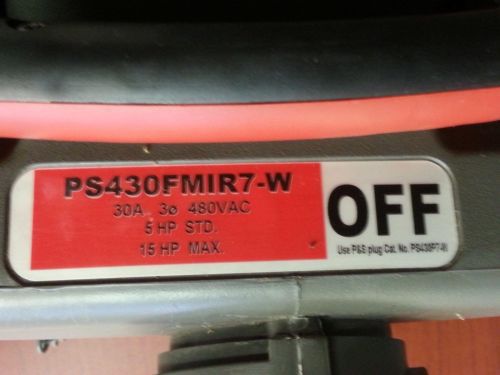 PS430FMIR7-W
30A 3ø 480VAC
5 HP STD.
15 HP MAX.
OFF
Use P&S plug Cat. No. PS430P7-W